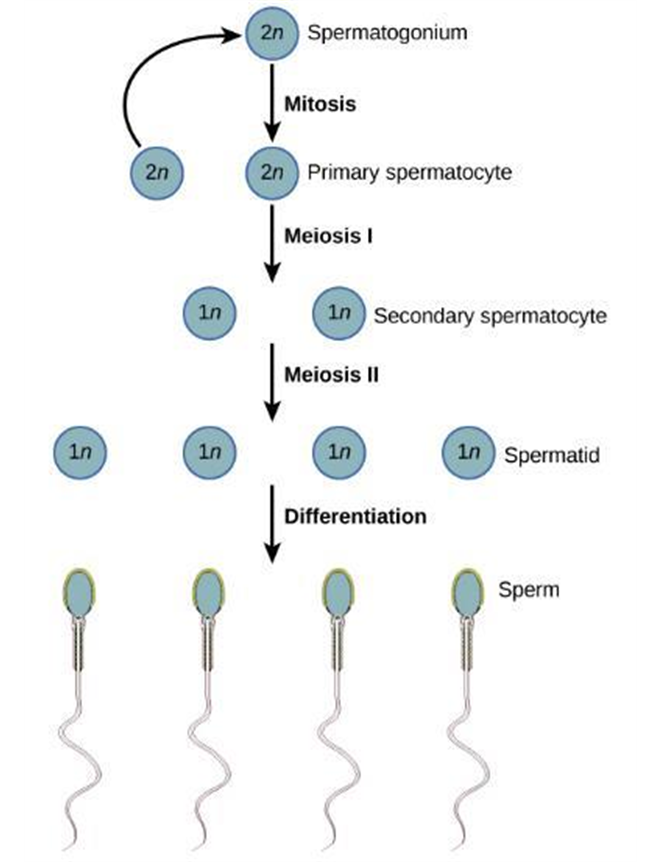 2n Spermatogonium
Mitosis
2n 2n Primary spermatocyte
Meiosis I
1n 1n Secondary spermatocyte
Meiosis II
1n 1n 1n 1n Spermatid
Differentiation
Sperm